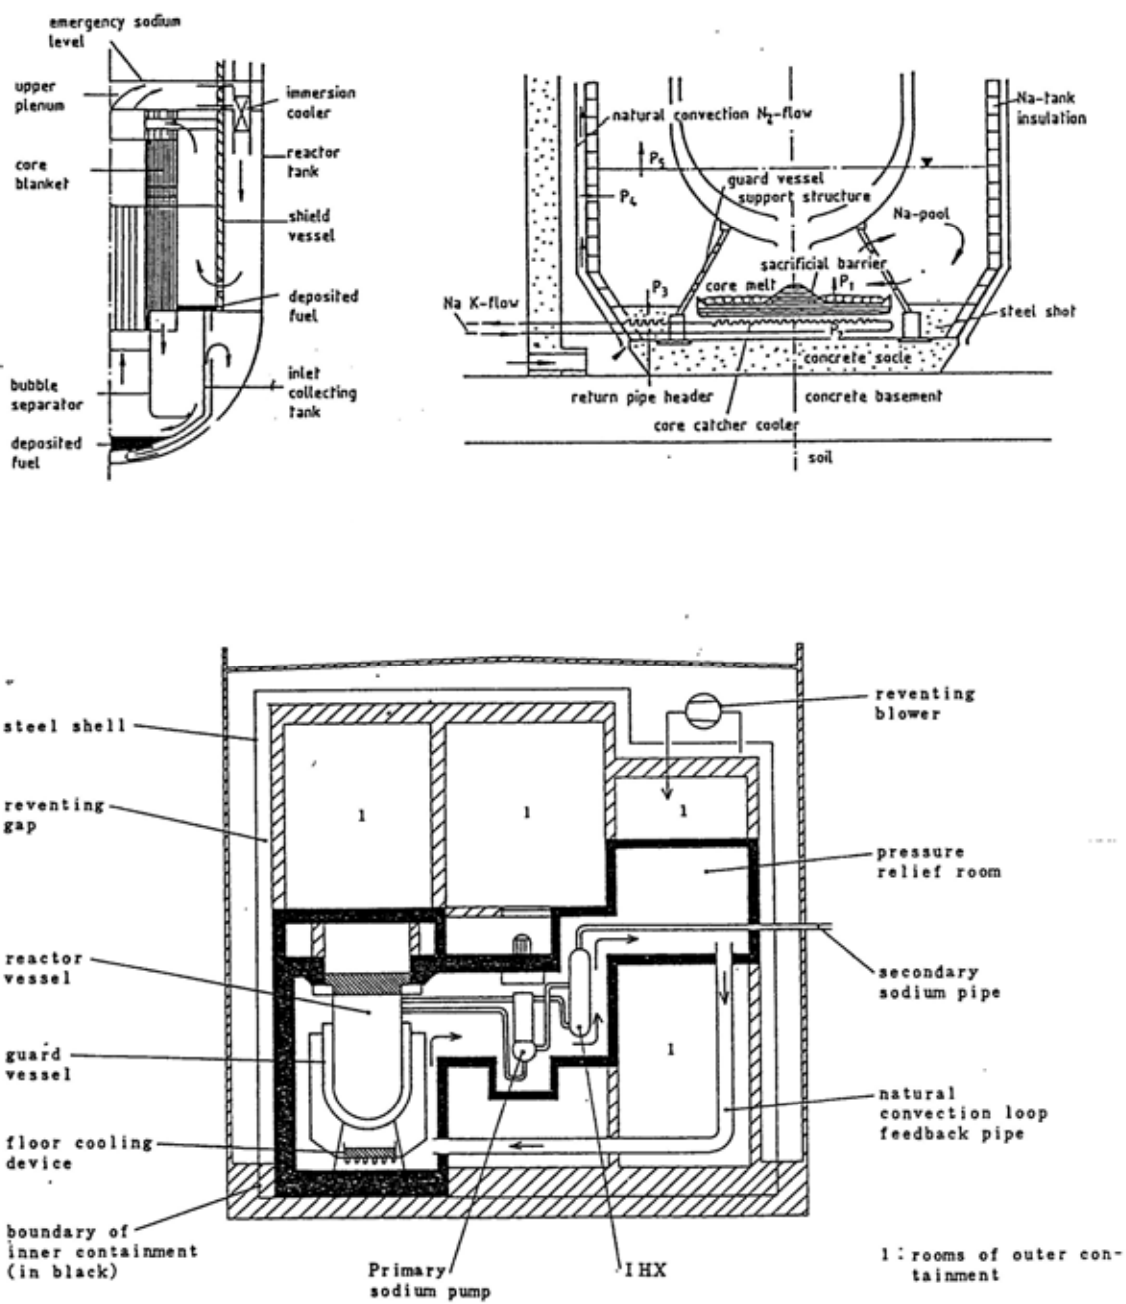 emergency sodium
level
upper
plenum
immersion
cooler
core
blanket
reactor
tank
shield
vessel
deposited
fuel
bubble
separator
inlet
collecting
tank
deposited
fuel
natural convection N₂-flow
Na-tank
insulation
P₅
guard vessel
support structure
P₄
Na-pool
sacrificial barrier
core melt
P₁
P₃
Na K-flow
steel shot
P₂
concrete socle
return pipe header
concrete basement
core catcher cooler
soil
steel shell
reventing
blower
reventing
gap
1
1
1
pressure
relief room
reactor
vessel
secondary
sodium pipe
guard
vessel
1
natural
convection loop
feedback pipe
floor cooling
device
boundary of
inner containment
(in black)
Primary
sodium pump
IHX
1: rooms of outer con-
tainment